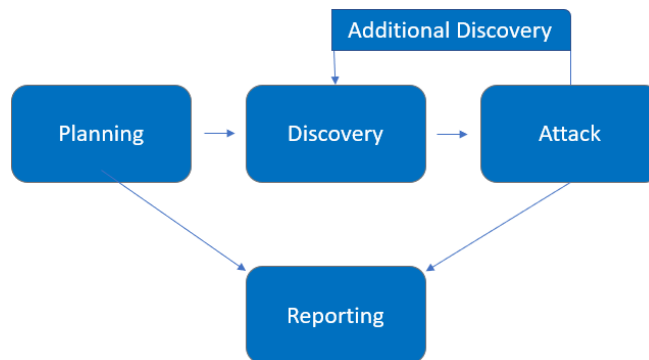 Additional Discovery
Planning
Discovery
Attack
Reporting